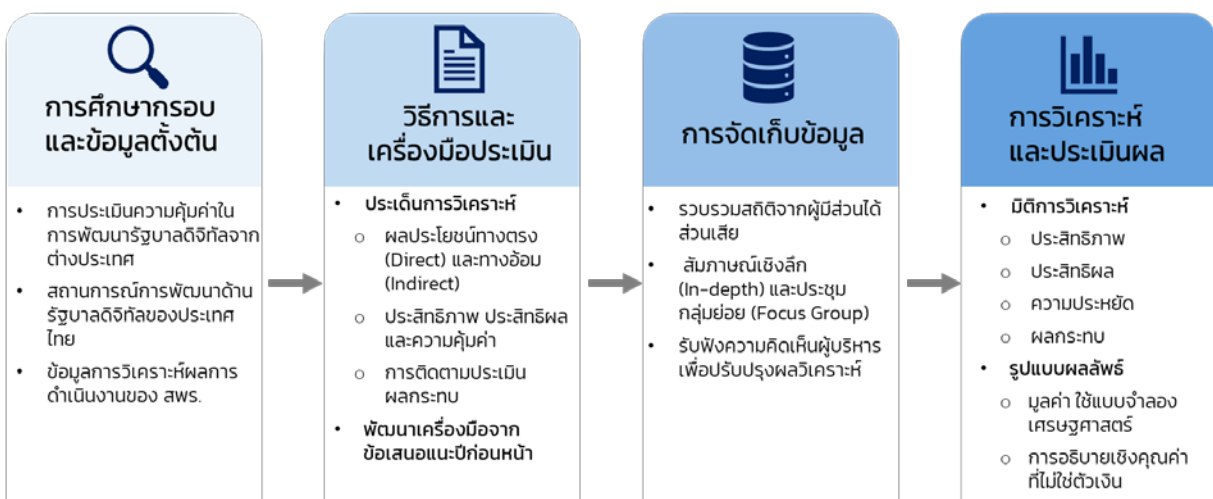 การศึกษากรอบ
และข้อมูลตั้งต้น
• การประเมินความคุ้มค่าใน
การพัฒนารัฐบาลดิจิทัลจาก
ต่างประเทศ
• สถานการณ์การพัฒนาด้าน
รัฐบาลดิจิทัลของประเทศ
ไทย
• ข้อมูลการวิเคราะห์ผลการ
ดำเนินงานของ สพร.
วิธีการและ
เครื่องมือประเมิน
• ประเด็นการวิเคราะห์
o ผลประโยชน์ทางตรง
(Direct) และทางอ้อม
(Indirect)
o ประสิทธิภาพ ประสิทธิผล
และความคุ้มค่า
o การติดตามประเมิน
ผลกระทบ
• พัฒนาเครื่องมือจาก
ข้อเสนอแนะปีก่อนหน้า
การจัดเก็บข้อมูล
• รวบรวมสถิติจากผู้มีส่วนได้
ส่วนเสีย
• สัมภาษณ์เชิงลึก
(In-depth) และประชุม
กลุ่มย่อย (Focus Group)
• รับฟังความคิดเห็นผู้บริหาร
เพื่อปรับปรุงผลวิเคราะห์
การวิเคราะห์
และประเมินผล
• มิติการวิเคราะห์
o ประสิทธิภาพ
o ประสิทธิผล
o ความประหยัด
o ผลกระทบ
• รูปแบบผลลัพธ์
o มูลค่า ใช้แบบจำลอง
เศรษฐศาสตร์
o การอธิบายเชิงคุณค่า
ที่ไม่ใช่ตัวเงิน